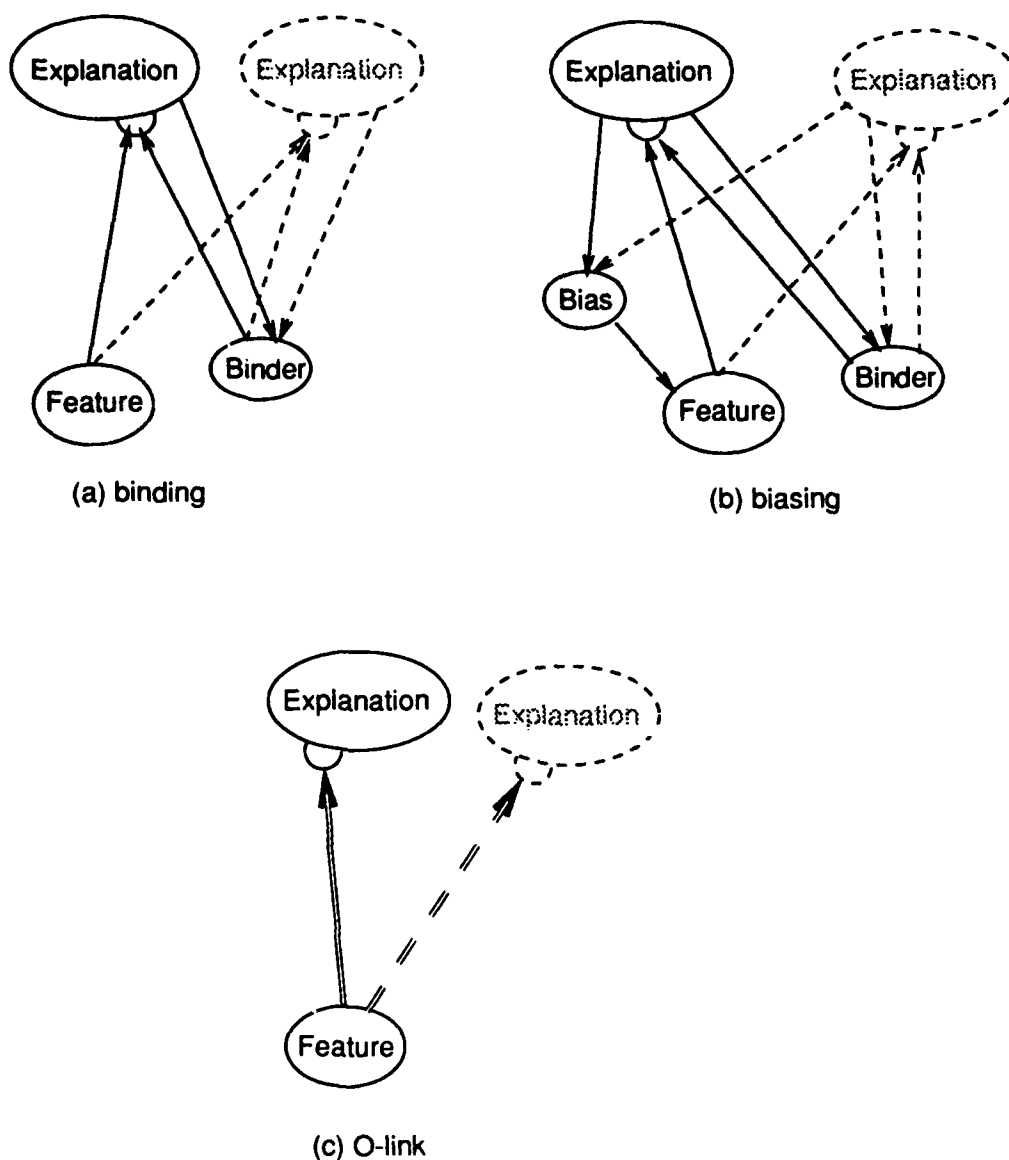 Explanation
Explanation
Feature
Binder
(a) binding
Explanation
Explanation
Bias
Feature
Binder
(b) biasing
Explanation
Explanation
Feature
(c) O-link